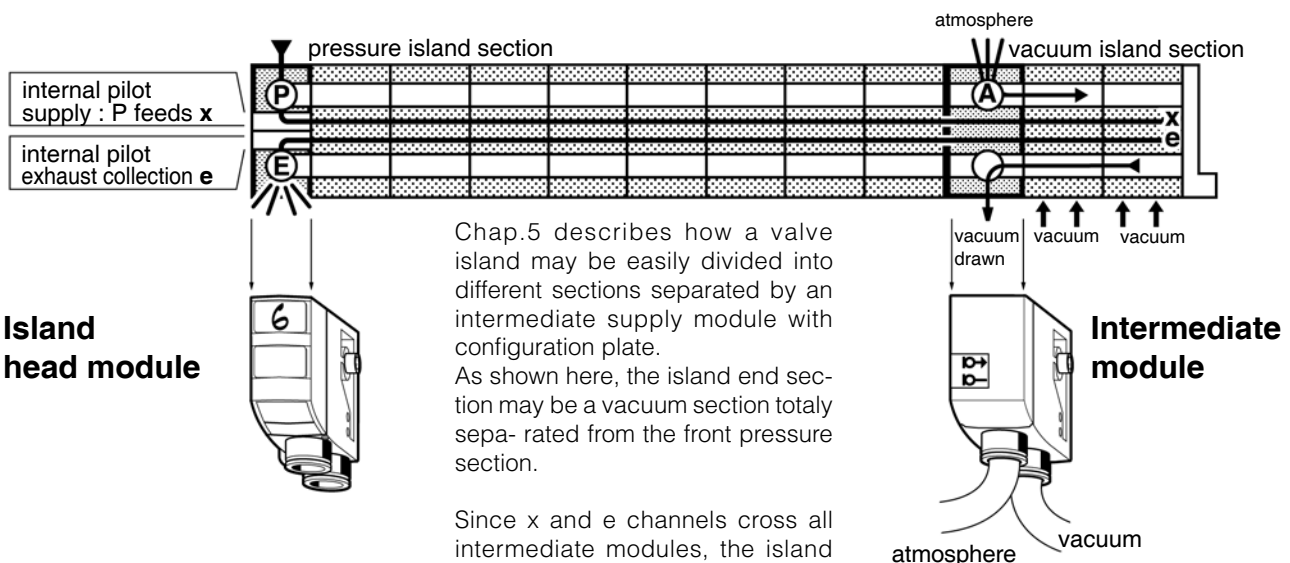 atmosphere
pressure island section
vacuum island section
internal pilot
supply : P feeds x
P
A
x
e
internal pilot
exhaust collection e
E
vacuum
drawn
vacuum
vacuum
Chap.5 describes how a valve
island may be easily divided into
different sections separated by an
intermediate supply module with
configuration plate.
As shown here, the island end sec-
tion may be a vacuum section totaly
sepa- rated from the front pressure
section.
Since x and e channels cross all
intermediate modules, the island
Island
head module
6
Intermediate
module
atmosphere
vacuum